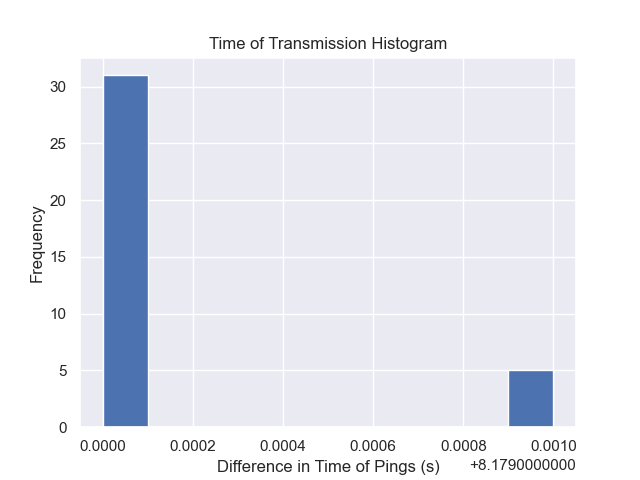 Time of Transmission Histogram
Frequency
30
25
20
15
10
5
0
0.0000 0.0002 0.0004 0.0006 0.0008 0.0010
Difference in Time of Pings (s)
+8.1790000000